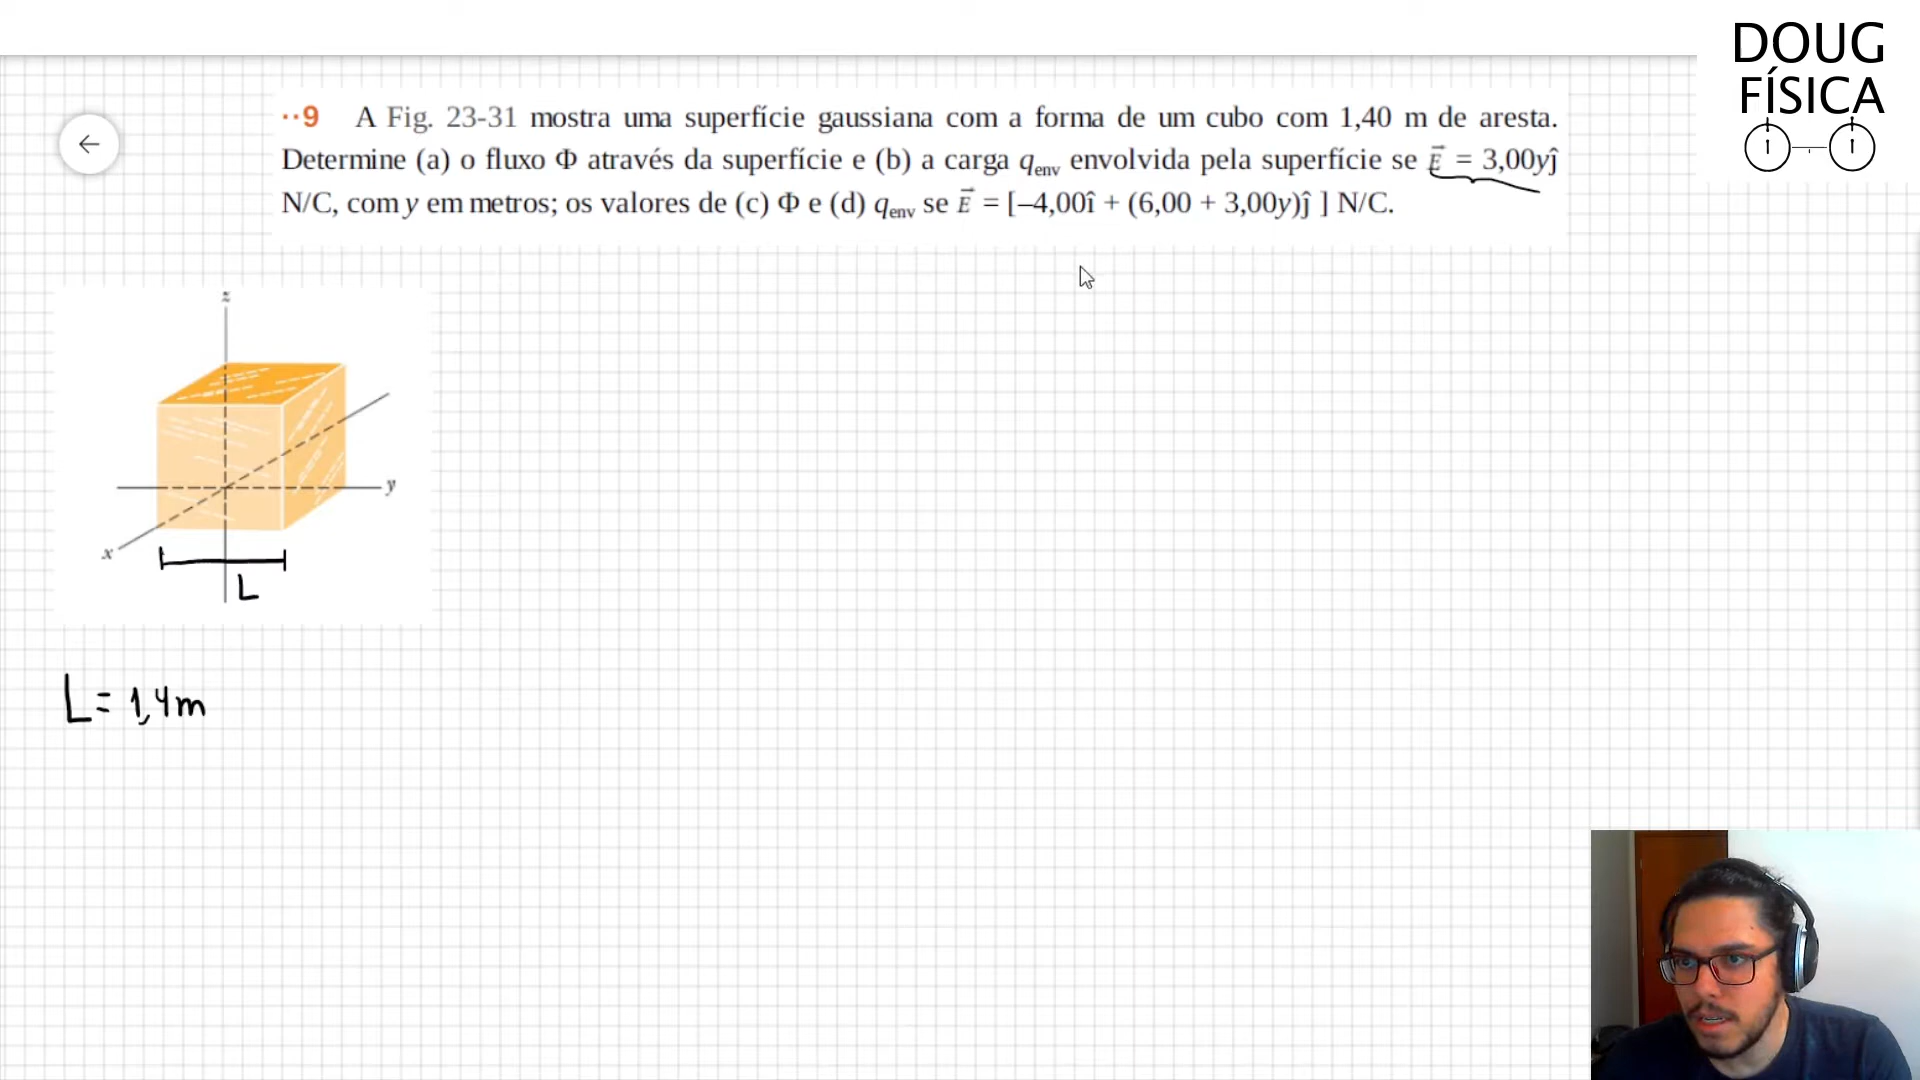 DOUG
FÍSICA
··9 A Fig. 23-31 mostra uma superfície gaussiana com a forma de um cubo com 1,40 m de aresta.
Determine (a) o fluxo Φ através da superfície e (b) a carga qenv envolvida pela superfície se E⃗ = 3,00yĵ
N/C, com y em metros; os valores de (c) Φ e (d) qenv se E⃗ = [–4,00î + (6,00 + 3,00y)ĵ ] N/C.
z
y
x
L
L = 1,4m